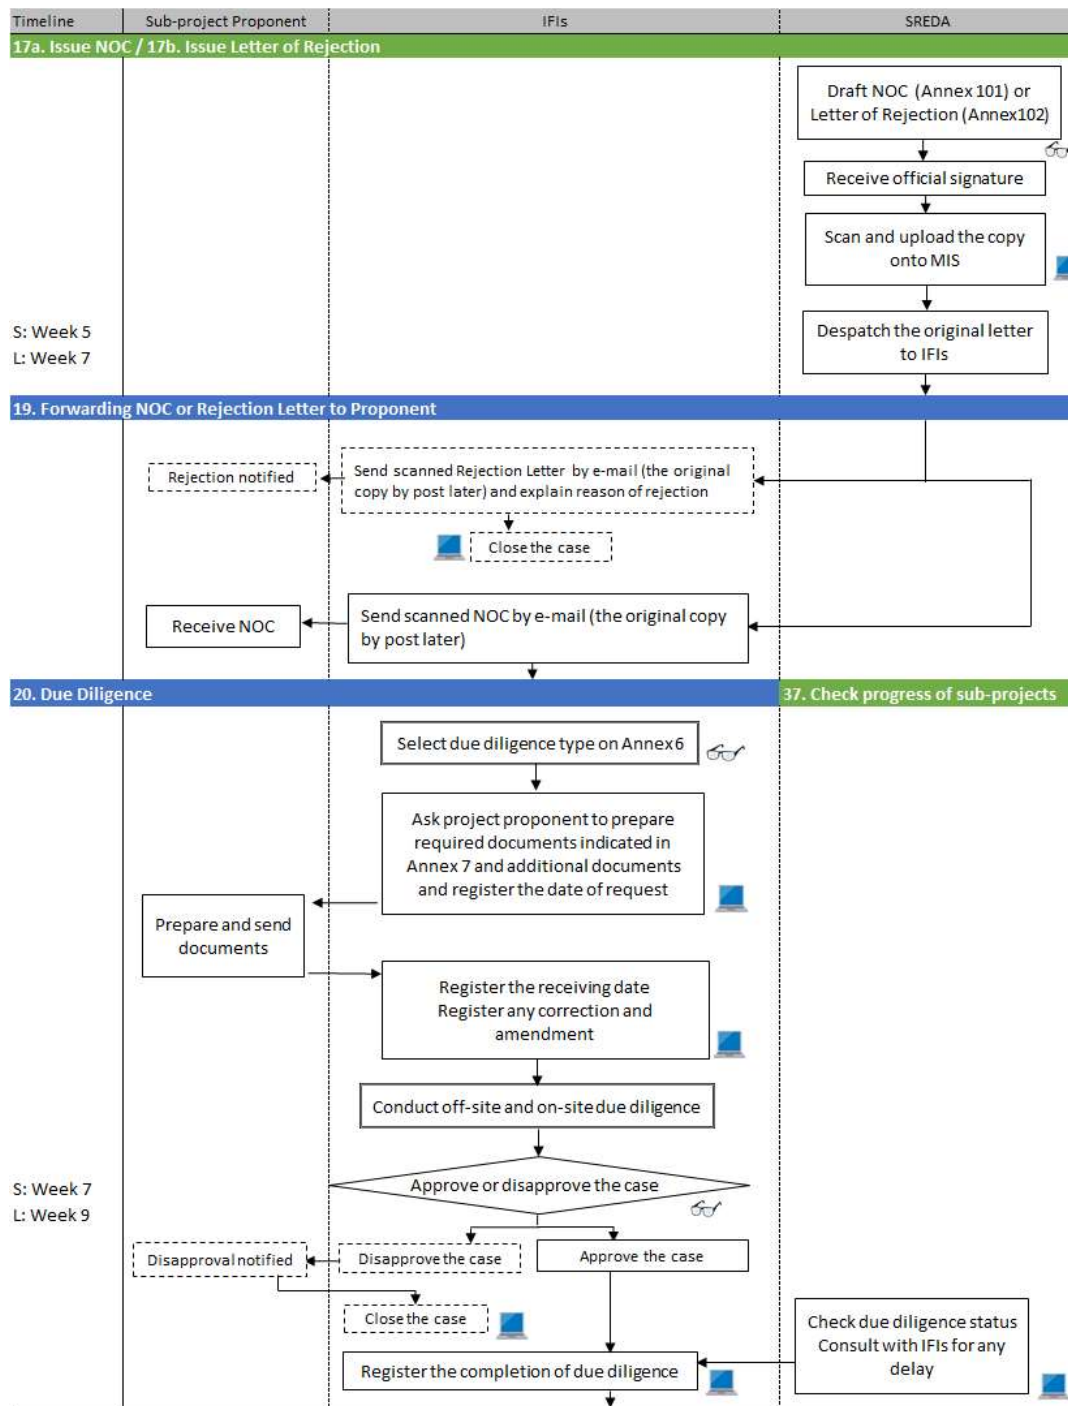 Timeline
Sub-project Proponent
IFIs
SREDA
17a. Issue NOC / 17b. Issue Letter of Rejection
Draft NOC (Annex 101) or
Letter of Rejection (Annex102)
Receive official signature
Scan and upload the copy
onto MIS
S: Week 5
L: Week 7
Despatch the original letter
to IFIs
19. Forwarding NOC or Rejection Letter to Proponent
Rejection notified
Send scanned Rejection Letter by e-mail (the original
copy by post later) and explain reason of rejection
Close the case
Receive NOC
Send scanned NOC by e-mail (the original copy
by post later)
20. Due Diligence
37. Check progress of sub-projects
Select due diligence type on Annex 6
Ask project proponent to prepare
required documents indicated in
Annex 7 and additional documents
and register the date of request
Prepare and send
documents
Register the receiving date
Register any correction and
amendment
Conduct off-site and on-site due diligence
S: Week 7
L: Week 9
Approve or disapprove the case
Disapproval notified
Disapprove the case
Approve the case
Close the case
Check due diligence status
Consult with IFIs for any
delay
Register the completion of due diligence